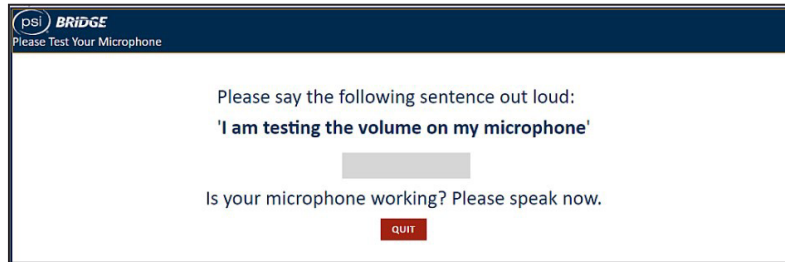 psi BRIDGE
Please Test Your Microphone
Please say the following sentence out loud:
'I am testing the volume on my microphone'
Is your microphone working? Please speak now.
QUIT